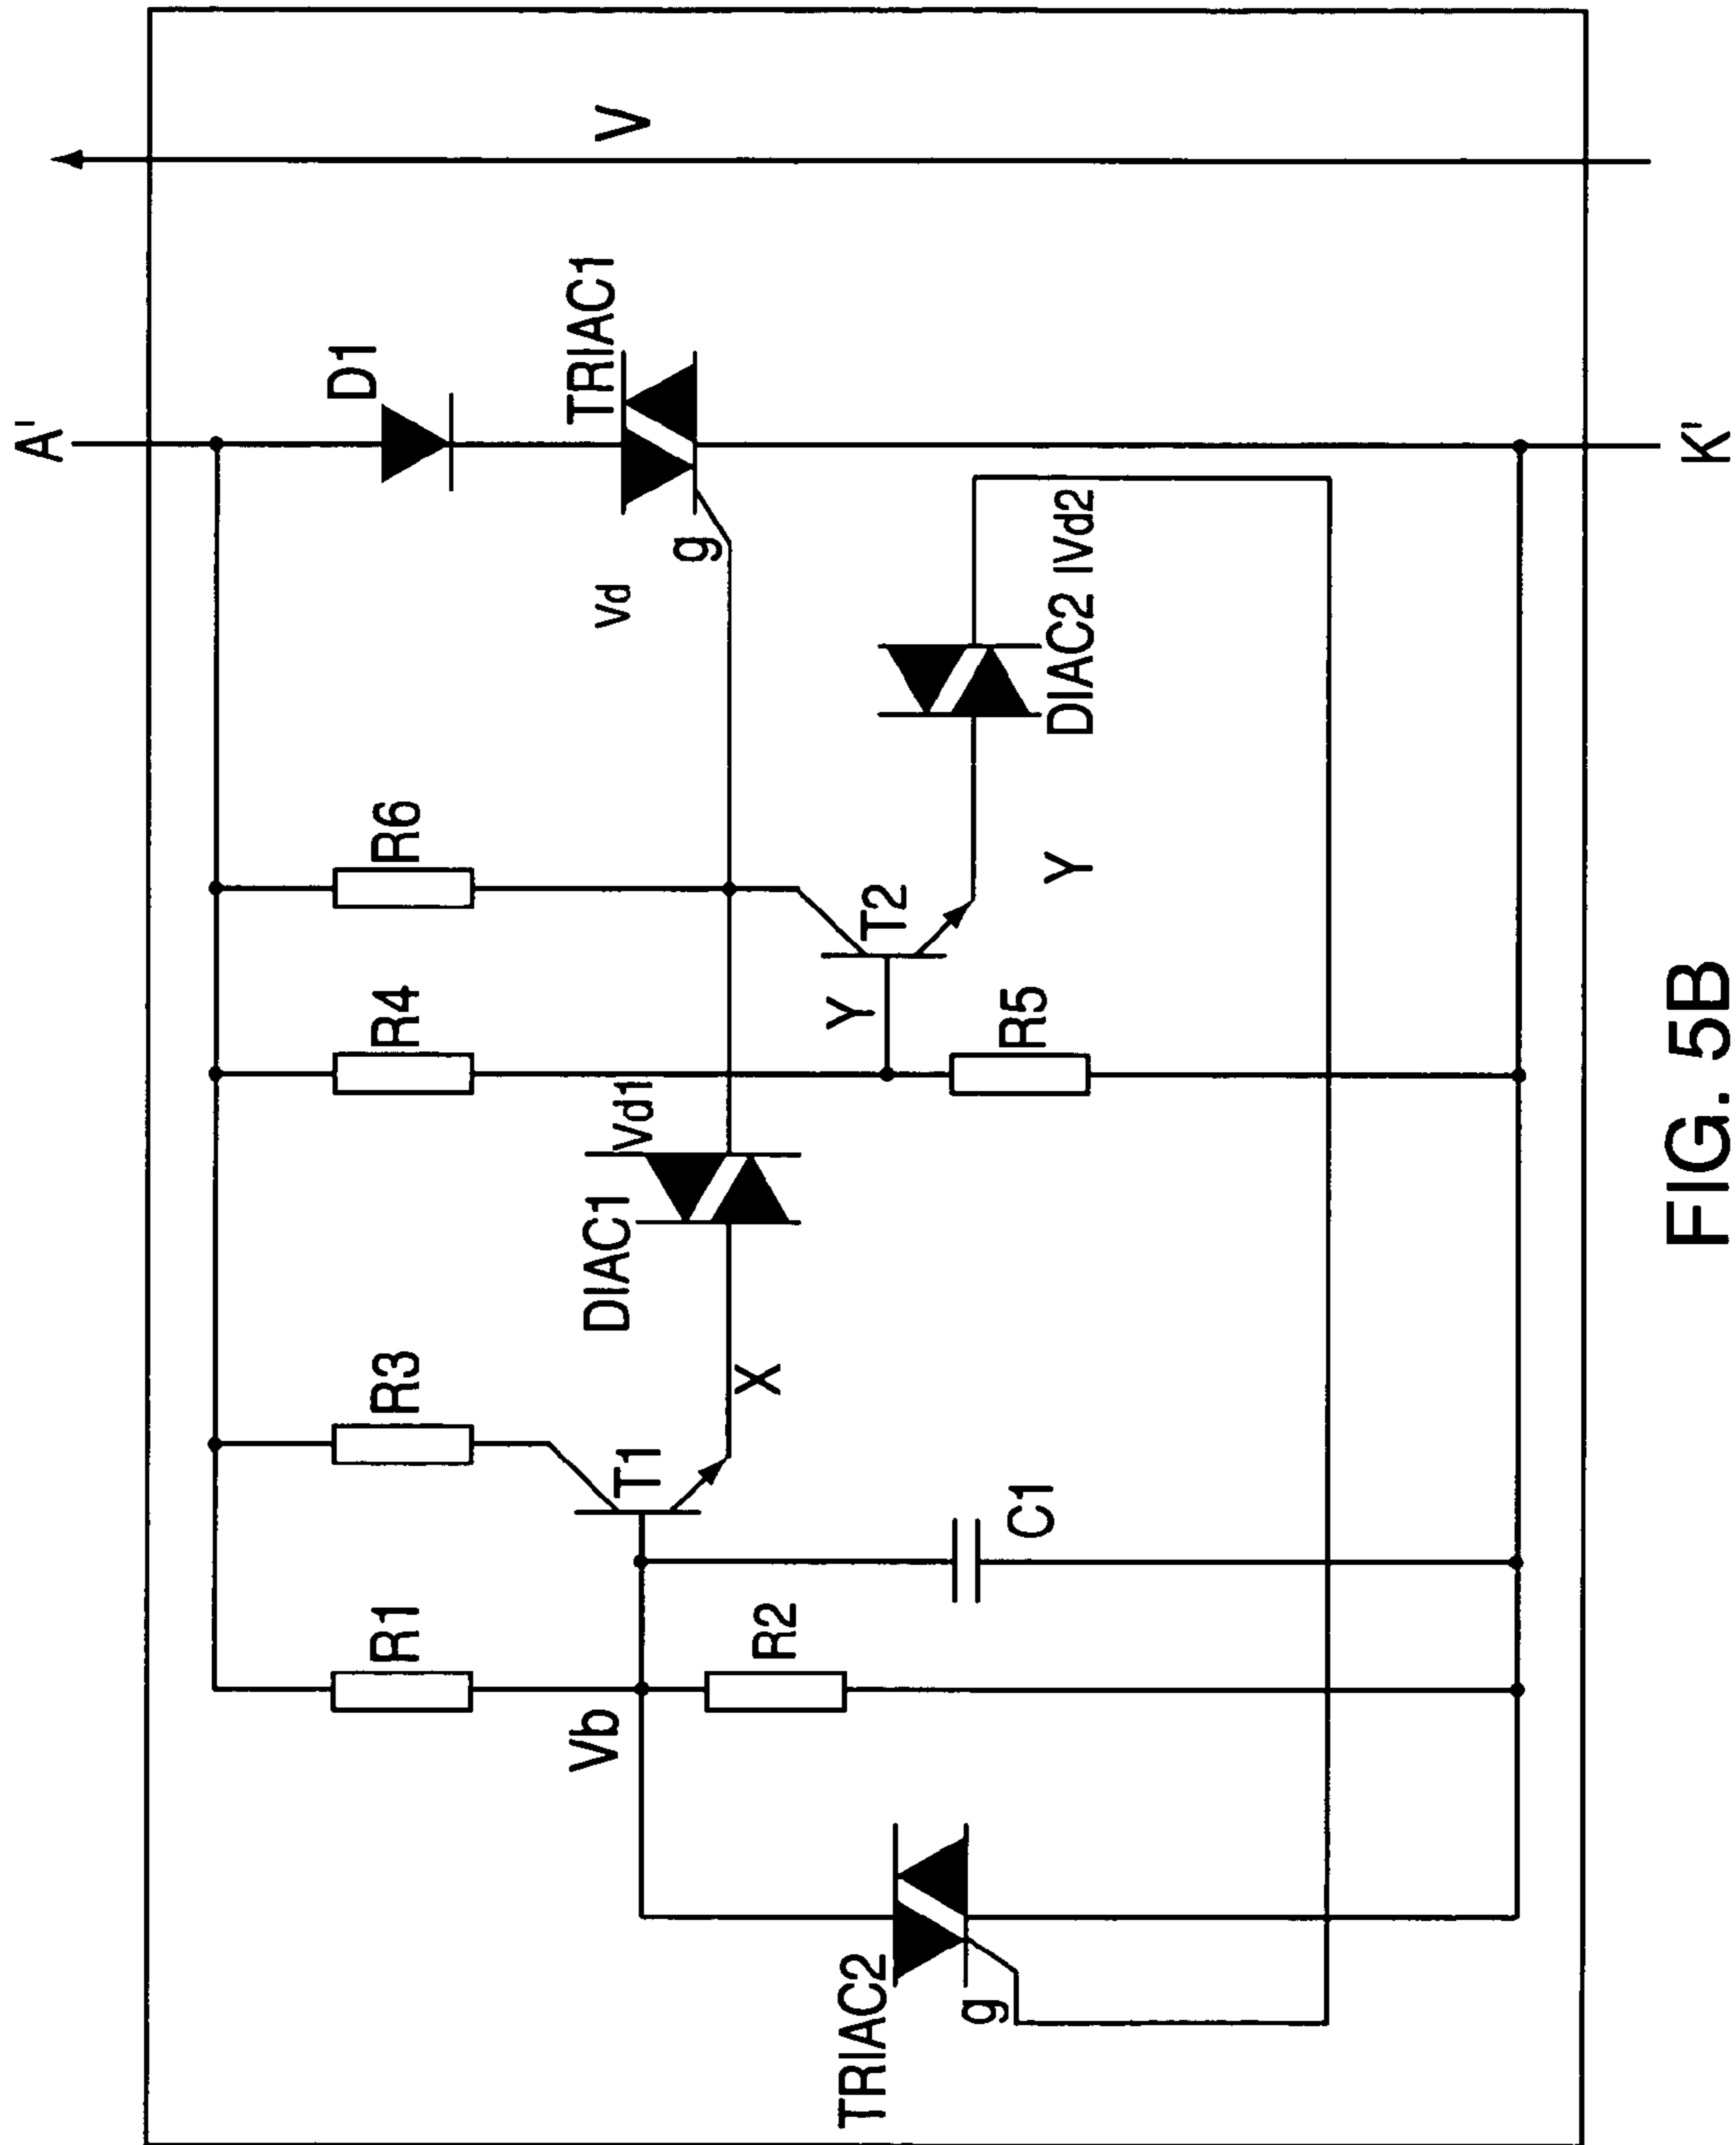 A'
V
D1
TRIAC1
g
Vd
R6
R4
R3
R1
DIAC2 IVd2
T2
Y
Y
R5
Vd1
DIAC1
X
T1
C1
R2
Vb
TRIAC2
g
K'
FIG. 5B